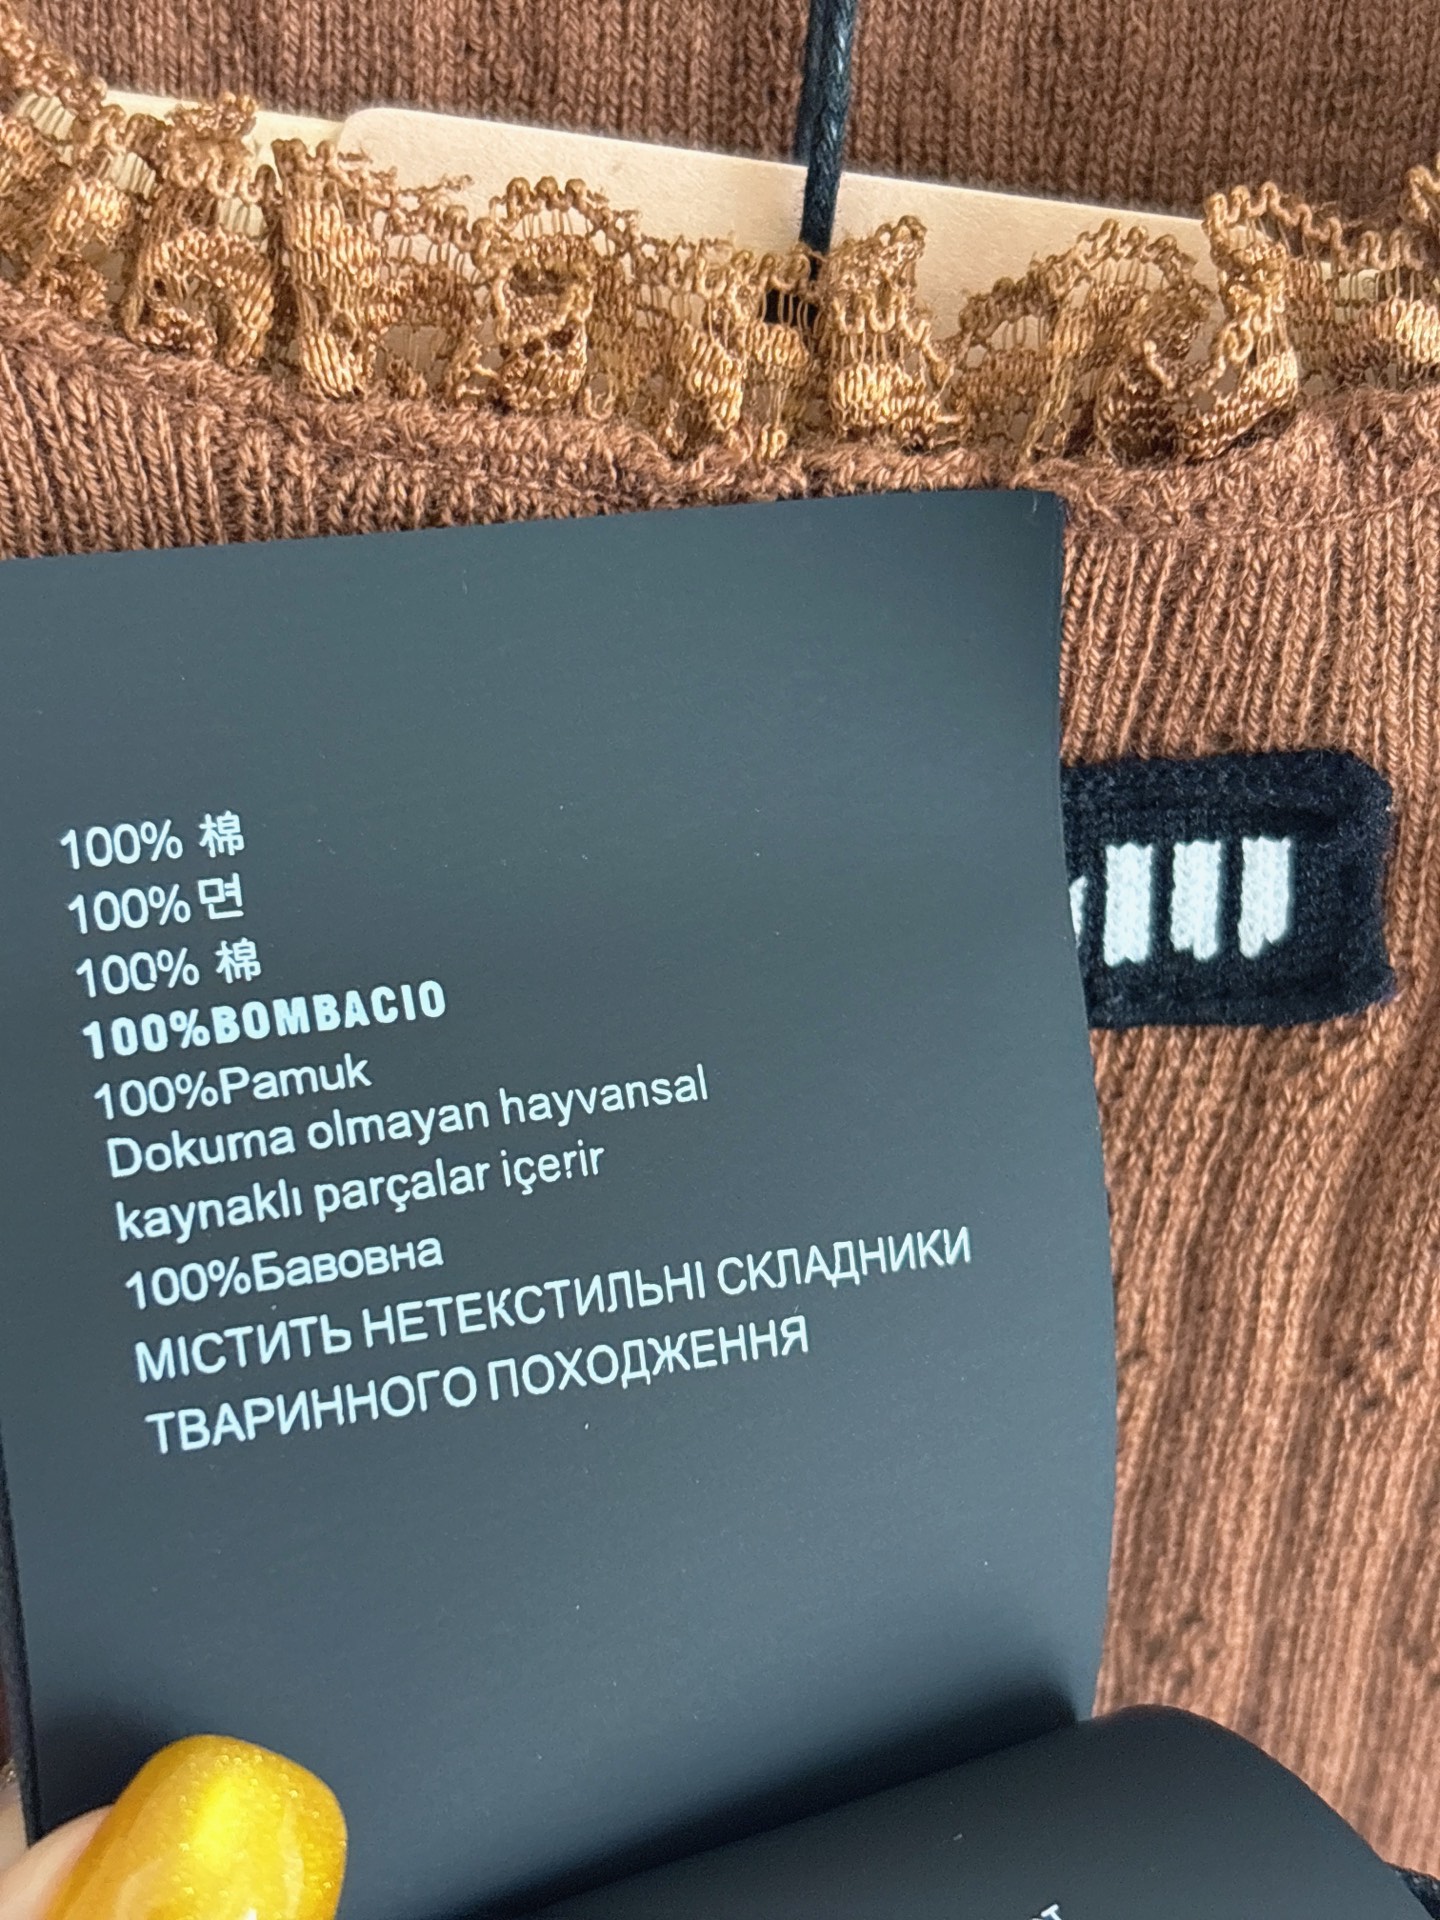 100% 棉
100% 면
100% 棉
100%BOMBACIO
100%Pamuk
Dokuma olmayan hayvansal
kaynaklı parçalar içerir
100%Бавовна
МІСТИТЬ НЕТЕКСТИЛЬНІ СКЛАДНИКИ
ТВАРИННОГО ПОХОДЖЕННЯ